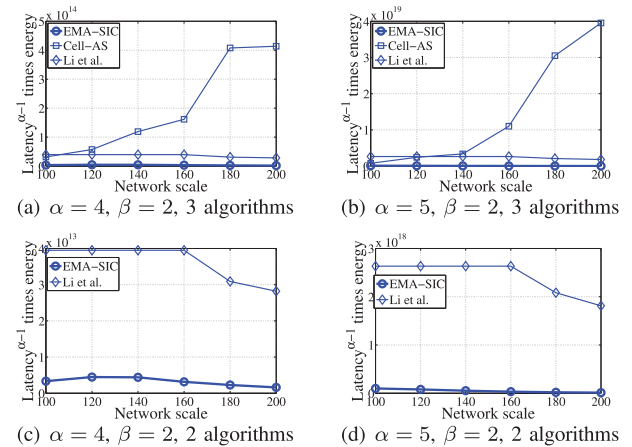 5 x 10^14
EMA−SIC
Cell−AS
Li et al.
4
3
2
1
0
Latency^α−1 times energy
100 120 140 160 180 200
Network scale
(a) α = 4, β = 2, 3 algorithms
4 x 10^19
EMA−SIC
Cell−AS
Li et al.
3
2
1
0
Latency^α−1 times energy
100 120 140 160 180 200
Network scale
(b) α = 5, β = 2, 3 algorithms
4 x 10^13
EMA−SIC
Li et al.
3
2
1
0
Latency^α−1 times energy
100 120 140 160 180 200
Network scale
(c) α = 4, β = 2, 2 algorithms
3 x 10^18
EMA−SIC
Li et al.
2
1
Latency^α−1 times energy
100 120 140 160 180 200
Network scale
(d) α = 5, β = 2, 2 algorithms